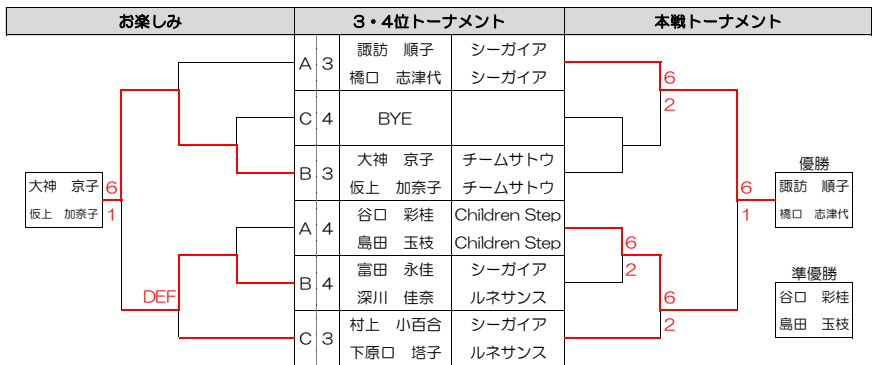 お楽しみ 3・4位トーナメント 本戦トーナメント
A 3 諏訪 順子 シーガイア
橋口 志津代 シーガイア
6
2
C 4 BYE
B 3 大神 京子 チームサトウ
仮上 加奈子 チームサトウ
大神 京子 6
仮上 加奈子 1
優勝
6 諏訪 順子
1 橋口 志津代
A 4 谷口 彩桂 Children Step
島田 玉枝 Children Step
6
2
B 4 富田 永佳 シーガイア
深川 佳奈 ルネサンス
DEF
6
2
準優勝
谷口 彩桂
島田 玉枝
C 3 村上 小百合 シーガイア
下原口 塔子 ルネサンス